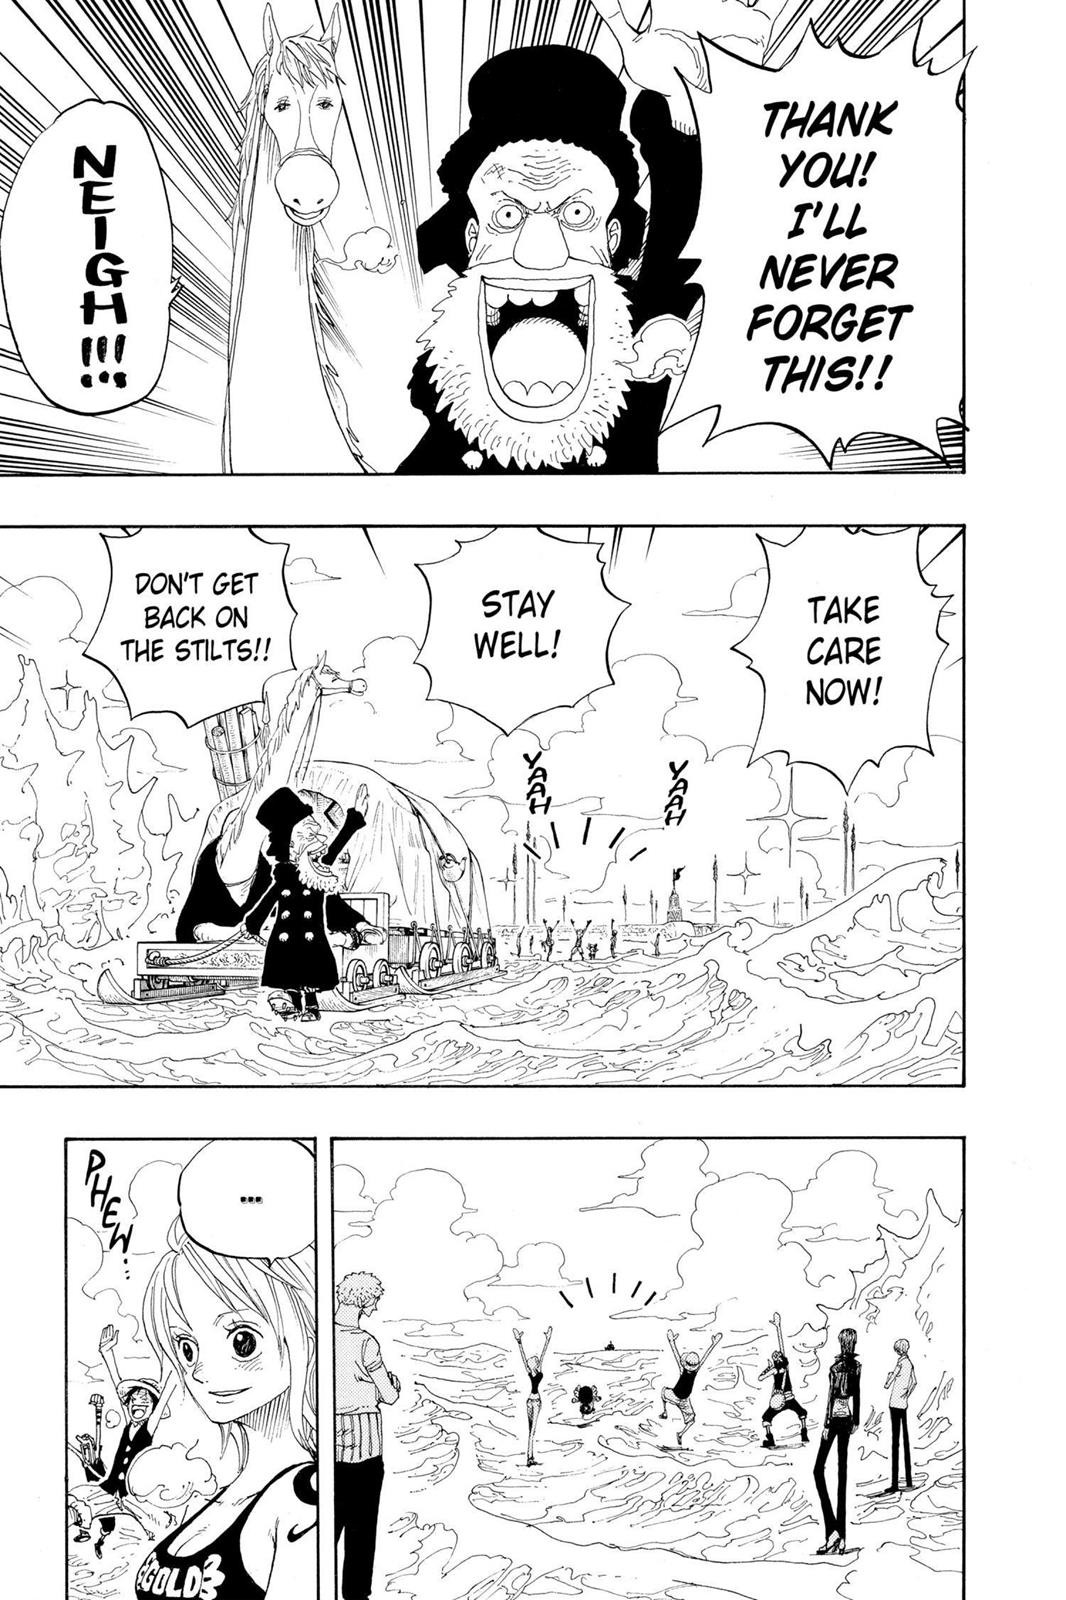 THANK
YOU!
I'LL
NEVER
FORGET
THIS!!
NEIGH!!!
TAKE
CARE
NOW!
STAY
WELL!
DON'T GET
BACK ON
THE STILTS!!
YAAH
YAAH
...
PHEW...
GOLD